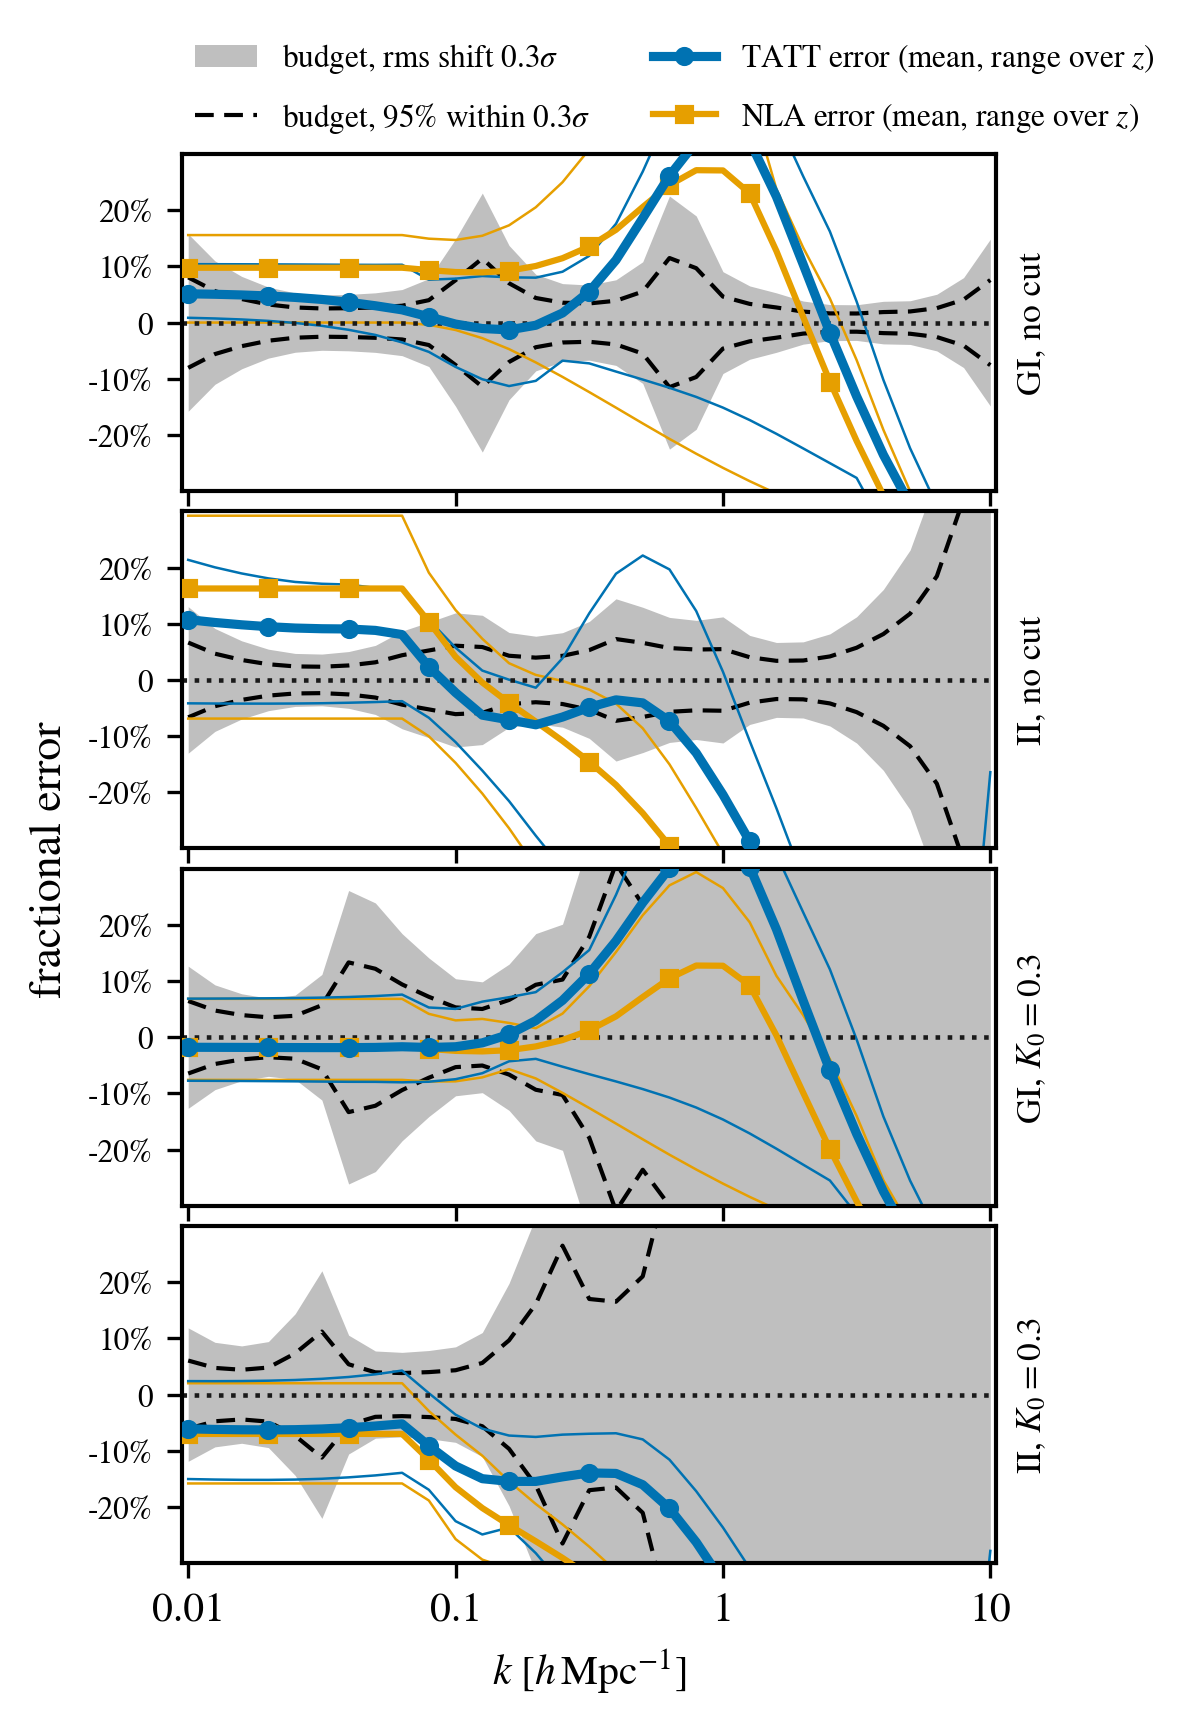 budget, rms shift 0.3σ
budget, 95% within 0.3σ
TATT error (mean, range over z)
NLA error (mean, range over z)
20%
10%
0
-10%
-20%
GI, no cut
20%
10%
0
-10%
-20%
II, no cut
20%
10%
0
-10%
-20%
GI, K₀ = 0.3
20%
10%
0
-10%
-20%
II, K₀ = 0.3
fractional error
0.01
0.1
1
10
k [h Mpc⁻¹]